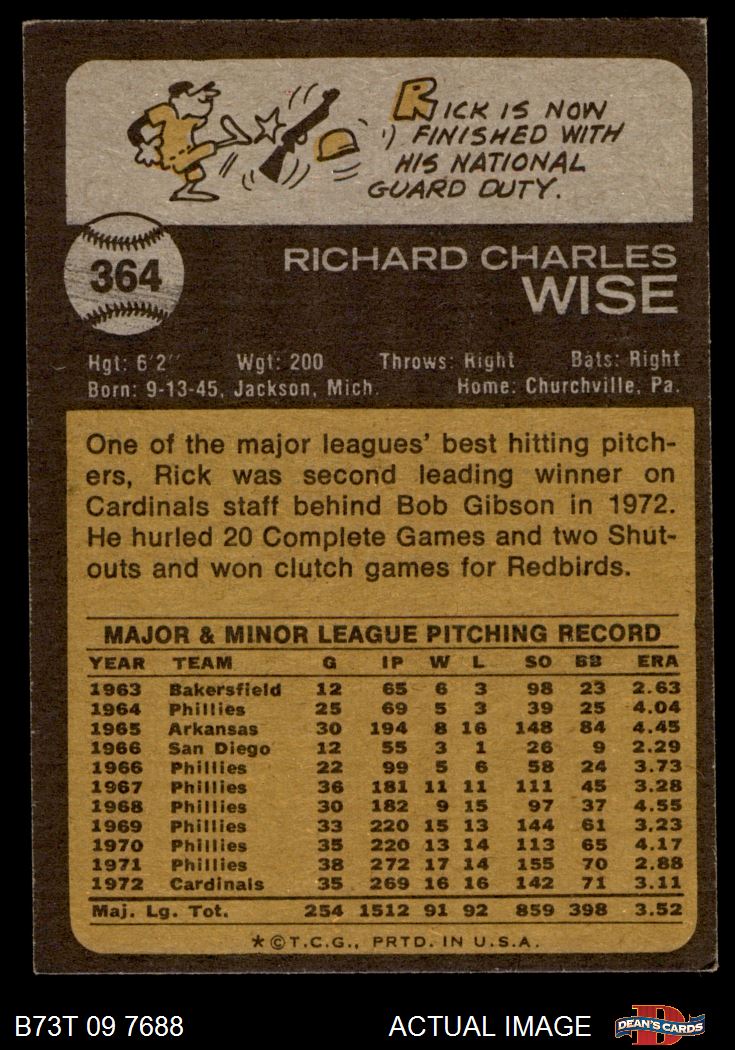 RICK IS NOW
FINISHED WITH
HIS NATIONAL
GUARD DUTY.
364
RICHARD CHARLES
WISE
Hgt: 6'2" Wgt: 200 Throws: Right Bats: Right
Born: 9-13-45, Jackson, Mich. Home: Churchville, Pa.
One of the major leagues' best hitting pitch-
ers, Rick was second leading winner on
Cardinals staff behind Bob Gibson in 1972.
He hurled 20 Complete Games and two Shut-
outs and won clutch games for Redbirds.
MAJOR & MINOR LEAGUE PITCHING RECORD
YEAR TEAM G IP W L SO BB ERA
1963 Bakersfield 12 65 6 3 98 23 2.63
1964 Phillies 25 69 5 3 39 25 4.04
1965 Arkansas 30 194 8 16 148 84 4.45
1966 San Diego 12 55 3 1 26 9 2.29
1966 Phillies 22 99 5 6 58 24 3.73
1967 Phillies 36 181 11 11 111 45 3.28
1968 Phillies 30 182 9 15 97 37 4.55
1969 Phillies 33 220 15 13 144 61 3.23
1970 Phillies 35 220 13 14 113 65 4.17
1971 Phillies 38 272 17 14 155 70 2.88
1972 Cardinals 35 269 16 16 142 71 3.11
Maj. Lg. Tot. 254 1512 91 92 859 398 3.52
*©T.C.G., PRTD. IN U.S.A.
B73T 09 7688 ACTUAL IMAGE DEAN'S CARDS